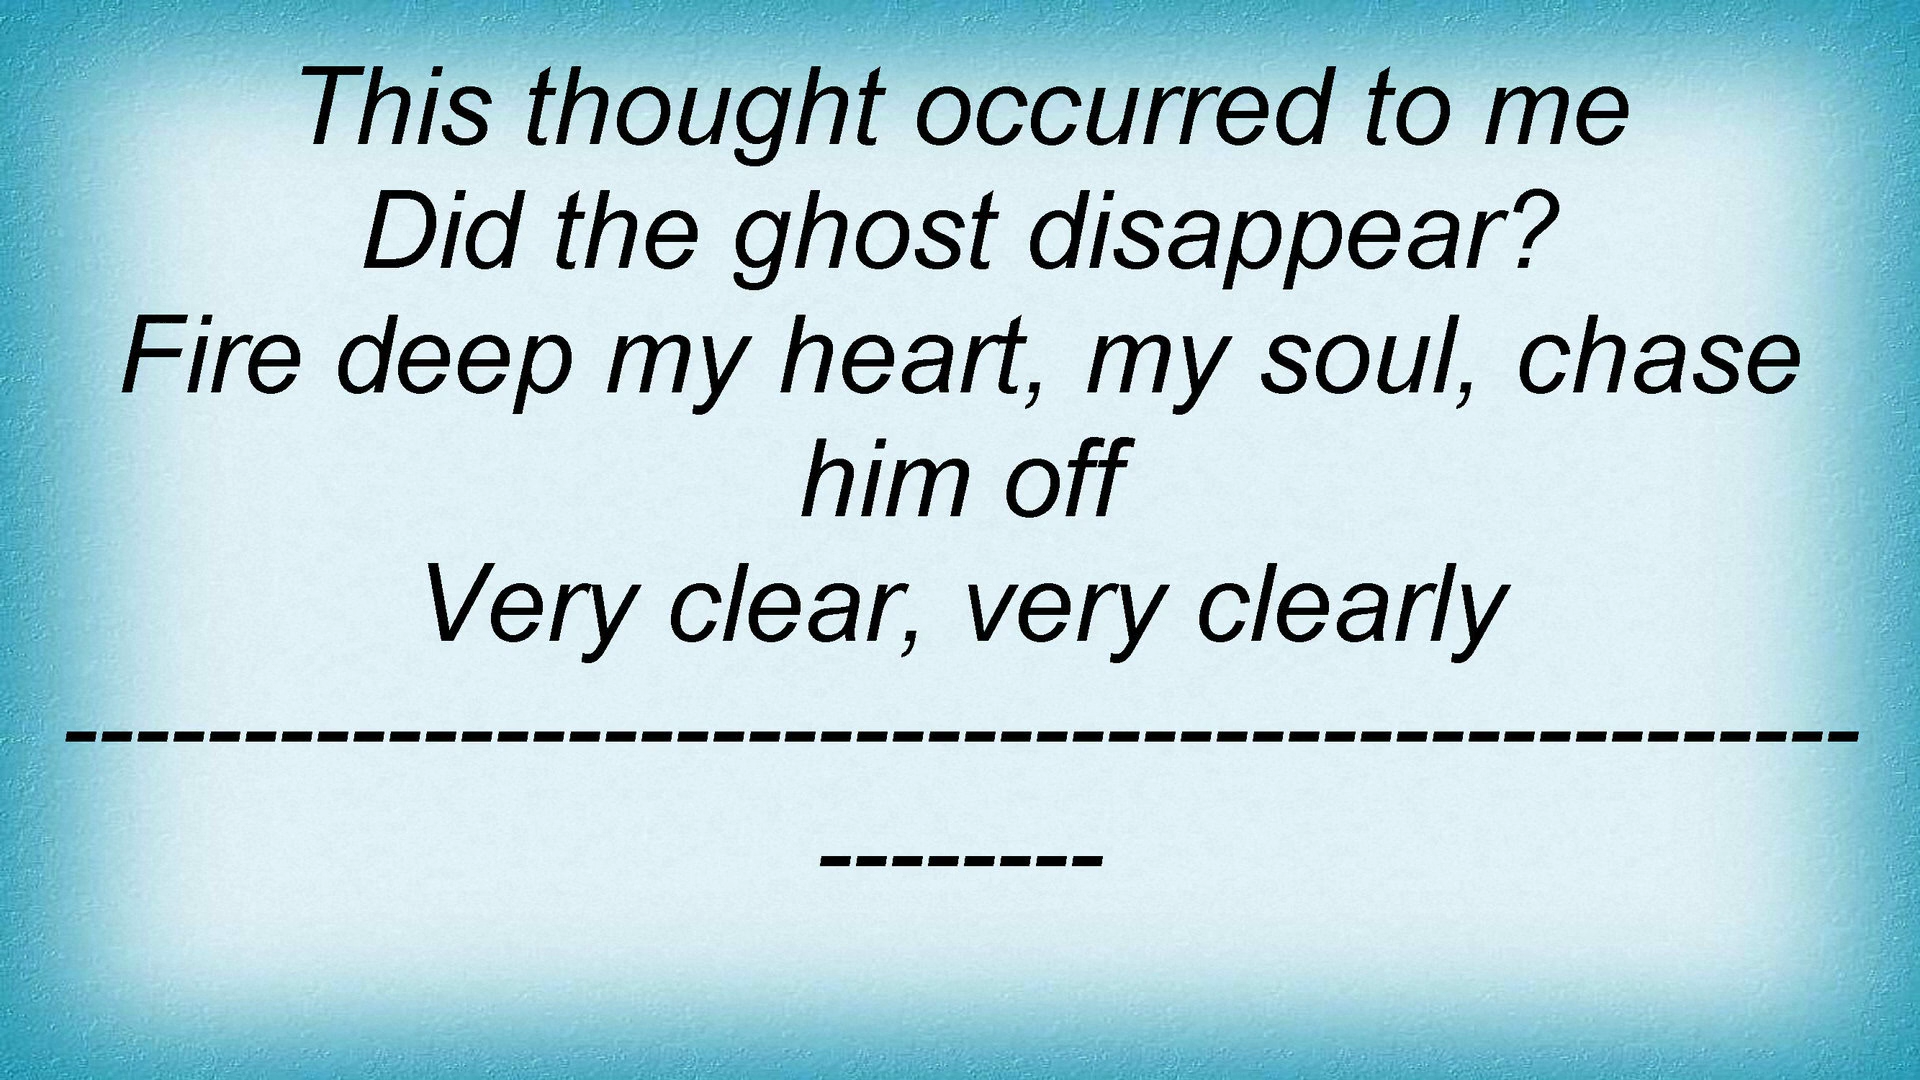 This thought occurred to me
Did the ghost disappear?
Fire deep my heart, my soul, chase
him off
Very clear, very clearly
--------------------------------------------------
--------